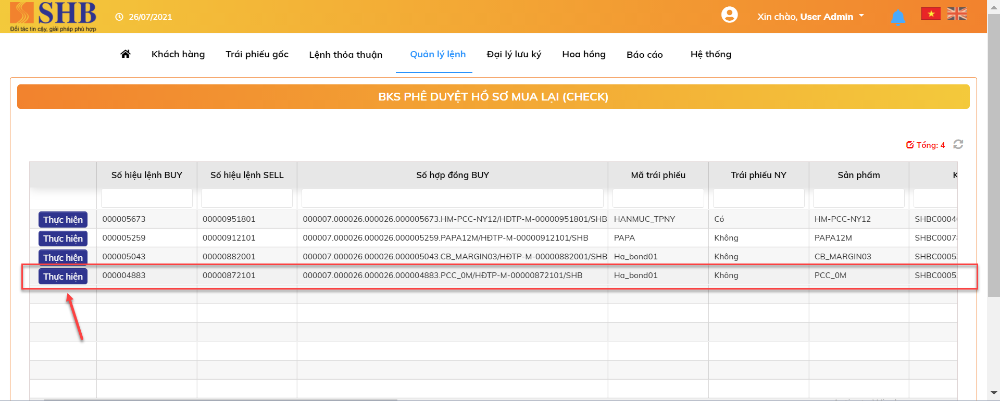 SHB
Đối tác tin cậy, giải pháp phù hợp
26/07/2021
Xin chào, User Admin
Khách hàng Trái phiếu gốc Lệnh thỏa thuận Quản lý lệnh Đại lý lưu ký Hoa hồng Báo cáo Hệ thống
BKS PHÊ DUYỆT HỒ SƠ MUA LẠI (CHECK)
Tổng: 4
Số hiệu lệnh BUY Số hiệu lệnh SELL Số hợp đồng BUY Mã trái phiếu Trái phiếu NY Sản phẩm
Thực hiện 000005673 00000951801 000007.000026.000026.000005673.HM-PCC-NY12/HĐTP-M-00000951801/SHB HANMUC_TPNY Có HM-PCC-NY12 SHBC0004
Thực hiện 000005259 00000912101 000007.000026.000026.000005259.PAPA12M/HĐTP-M-00000912101/SHB PAPA Không PAPA12M SHBC0007
Thực hiện 000005043 00000882001 000007.000026.000026.000005043.CB_MARGIN03/HĐTP-M-00000882001/SHB Ha_bond01 Không CB_MARGIN03 SHBC0005
Thực hiện 000004883 00000872101 000007.000026.000026.000004883.PCC_0M/HĐTP-M-00000872101/SHB Ha_bond01 Không PCC_0M SHBC0005